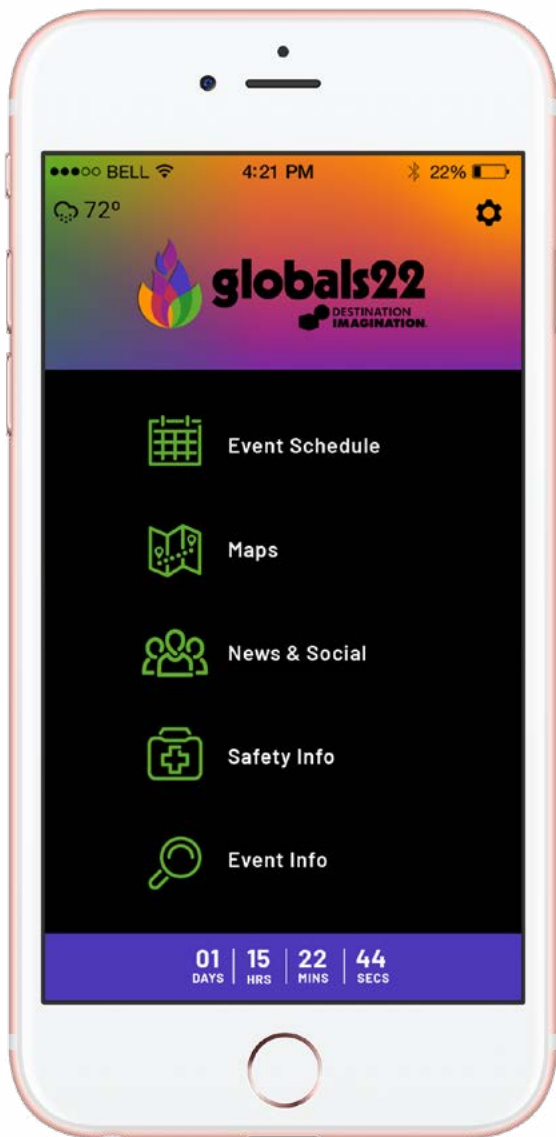 BELL 4:21 PM 22%
72°
globals22
DESTINATION
IMAGINATION
Event Schedule
Maps
News & Social
Safety Info
Event Info
01 15 22 44
DAYS HRS MINS SECS